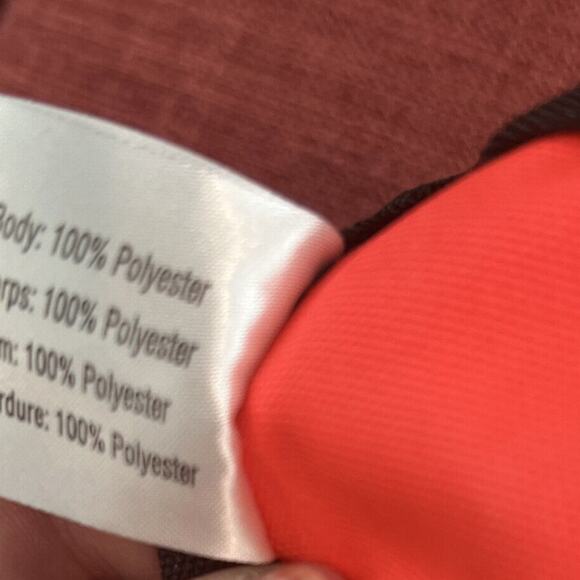 Body: 100% Polyester
rps: 100% Polyester
m: 100% Polyester
rdure: 100% Polyester